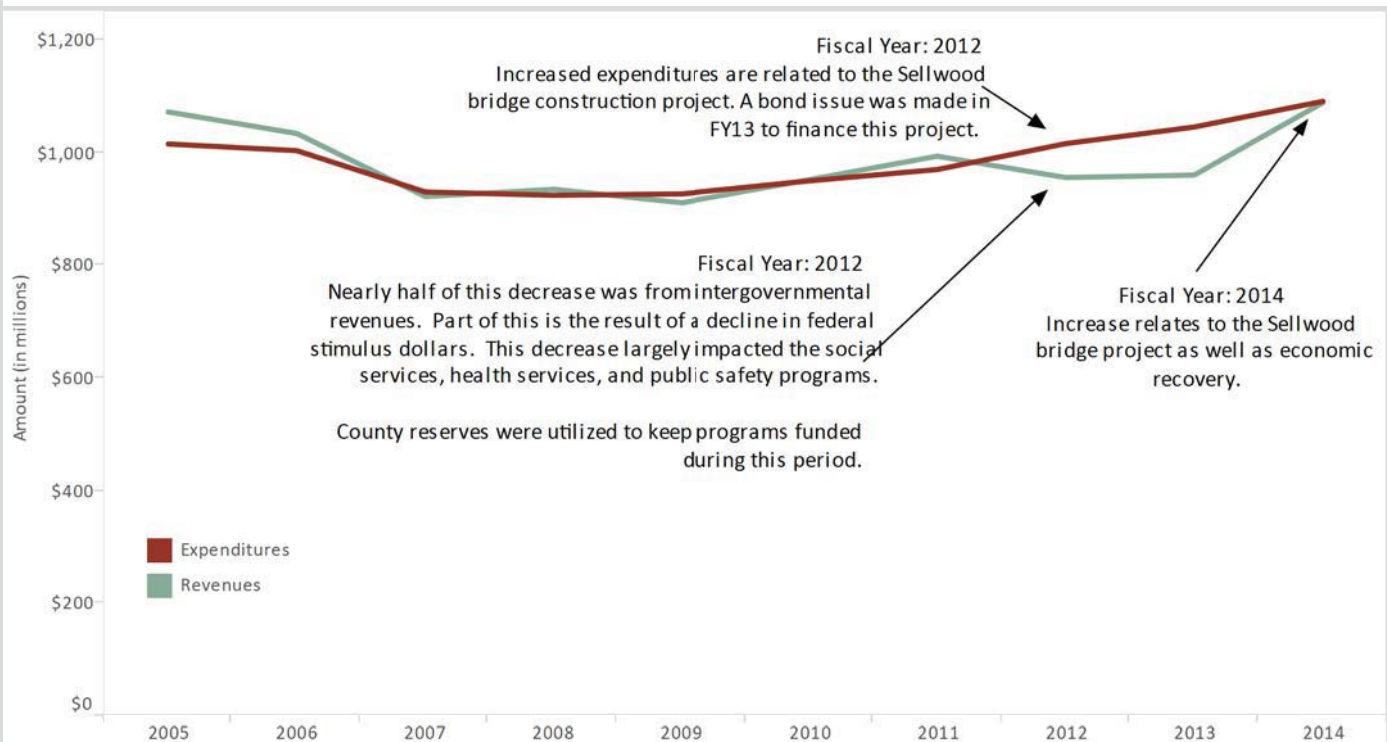 $1,200
Fiscal Year: 2012
Increased expenditures are related to the Sellwood
bridge construction project. A bond issue was made in
FY13 to finance this project.
$1,000
$800
Fiscal Year: 2012
Nearly half of this decrease was from intergovernmental
revenues. Part of this is the result of a decline in federal
stimulus dollars. This decrease largely impacted the social
services, health services, and public safety programs.
County reserves were utilized to keep programs funded
during this period.
Fiscal Year: 2014
Increase relates to the Sellwood
bridge project as well as economic
recovery.
Amount (in millions)
$600
$400
Expenditures
Revenues
$200
$0
2005 2006 2007 2008 2009 2010 2011 2012 2013 2014